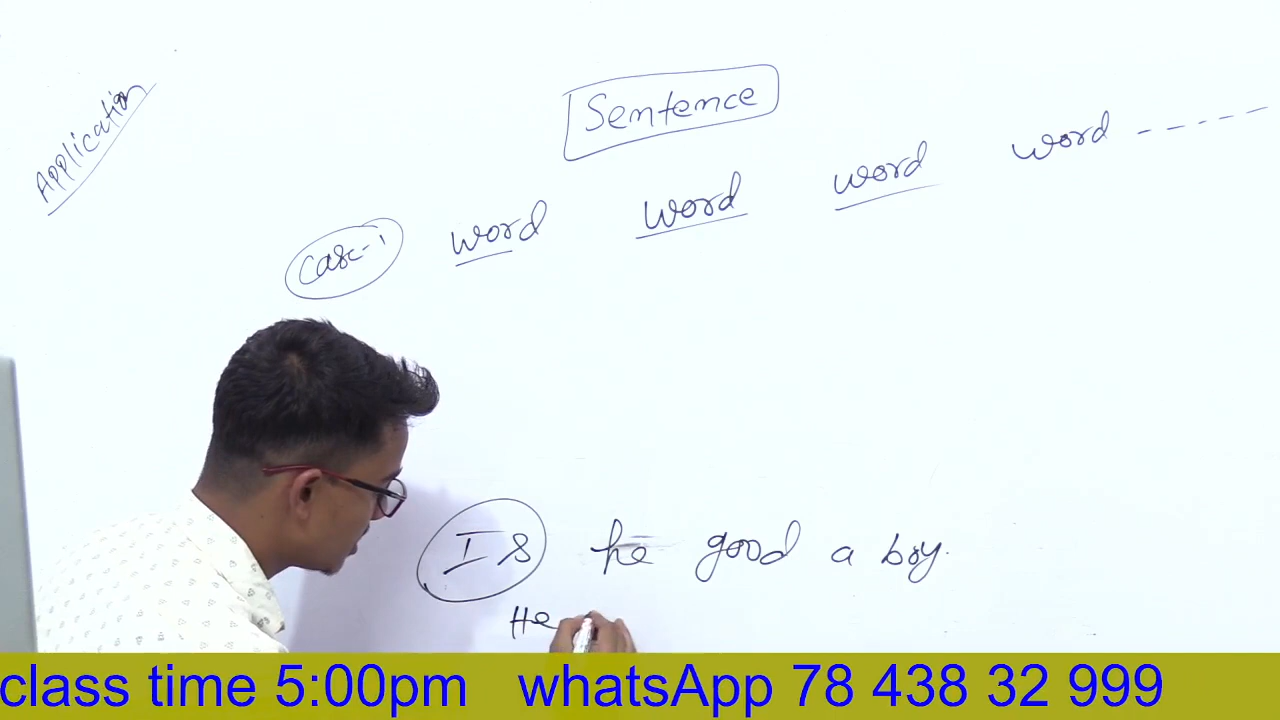 Application
Sentence
Case-1 word word word word -----
Is he good a boy.
He
class time 5:00pm whatsApp 78 438 32 999